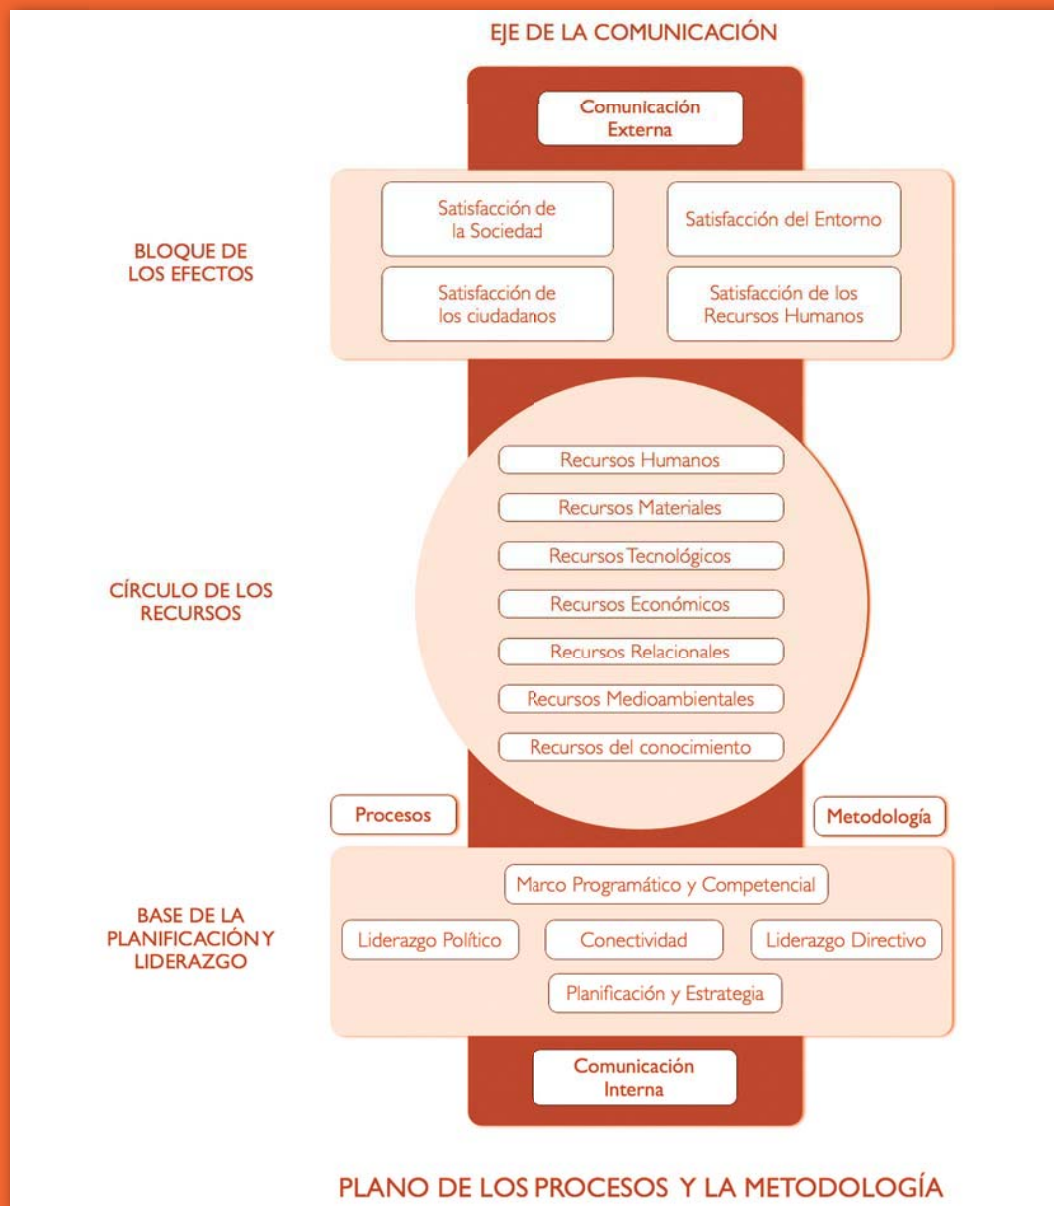 EJE DE LA COMUNICACIÓN
Comunicación
Externa
BLOQUE DE
LOS EFECTOS
Satisfacción de
la Sociedad
Satisfacción del Entorno
Satisfacción de
los ciudadanos
Satisfacción de los
Recursos Humanos
CÍRCULO DE LOS
RECURSOS
Recursos Humanos
Recursos Materiales
Recursos Tecnológicos
Recursos Económicos
Recursos Relacionales
Recursos Medioambientales
Recursos del conocimiento
Procesos
Metodología
BASE DE LA
PLANIFICACIÓN Y
LIDERAZGO
Marco Programático y Competencial
Liderazgo Político
Conectividad
Liderazgo Directivo
Planificación y Estrategia
Comunicación
Interna
PLANO DE LOS PROCESOS Y LA METODOLOGÍA